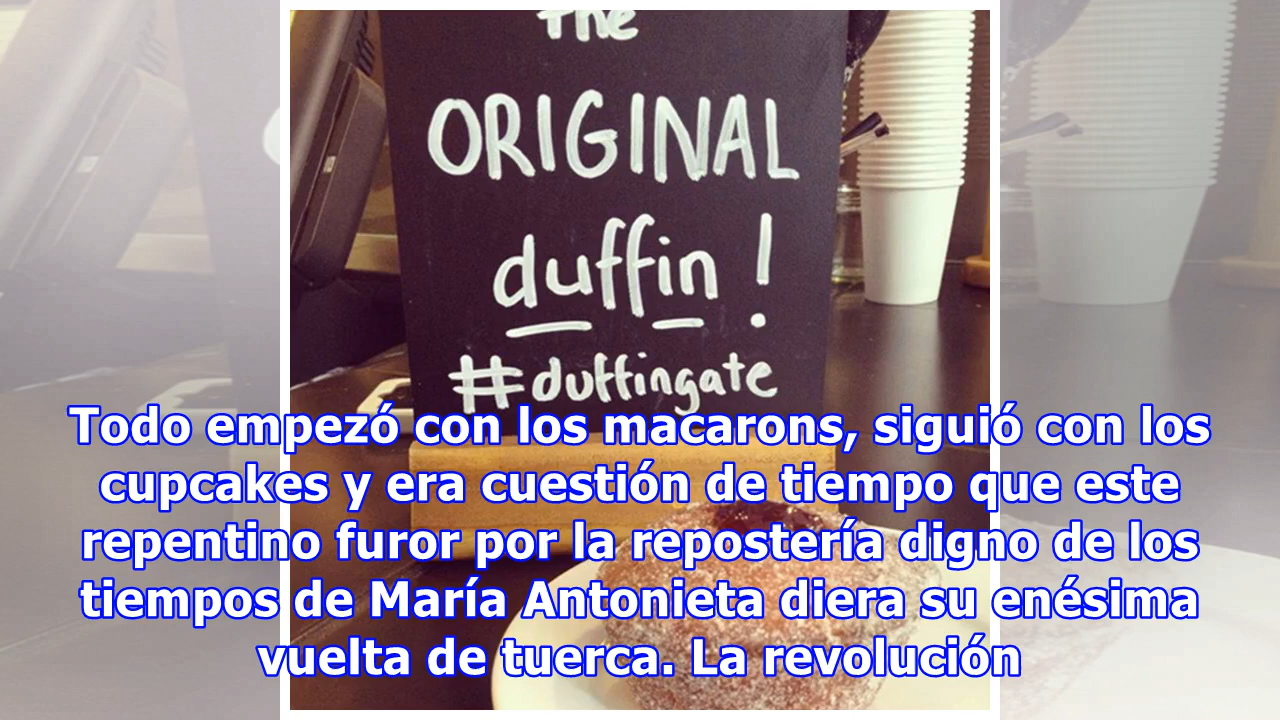 the
ORIGINAL
duffin!
#duffingate
Todo empezó con los macarons, siguió con los
cupcakes y era cuestión de tiempo que este
repentino furor por la repostería digno de los
tiempos de María Antonieta diera su enésima
vuelta de tuerca. La revolución